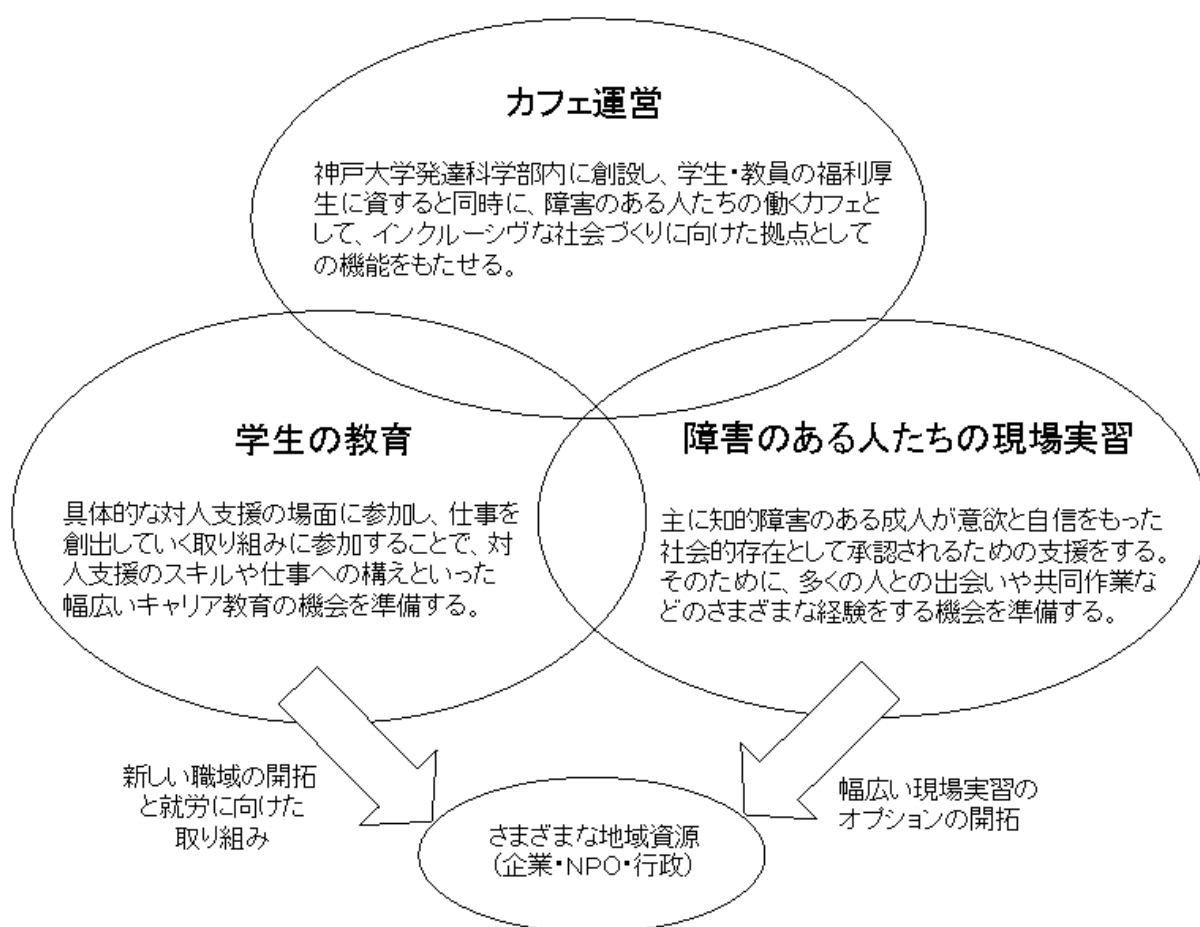 カフェ運営
神戸大学発達科学部内に創設し、学生・教員の福利厚
生に資すると同時に、障害のある人たちの働くカフェと
して、インクルーシヴな社会づくりに向けた拠点として
の機能をもたせる。
学生の教育
具体的な対人支援の場面に参加し、仕事を
創出していく取り組みに参加することで、対
人支援のスキルや仕事への構えといった
幅広いキャリア教育の機会を準備する。
障害のある人たちの現場実習
主に知的障害のある成人が意欲と自信をもった
社会的存在として承認されるための支援をする。
そのために、多くの人との出会いや共同作業な
どのさまざまな経験をする機会を準備する。
新しい職域の開拓
と就労に向けた
取り組み
幅広い現場実習の
オプションの開拓
さまざまな地域資源
(企業・NPO・行政)